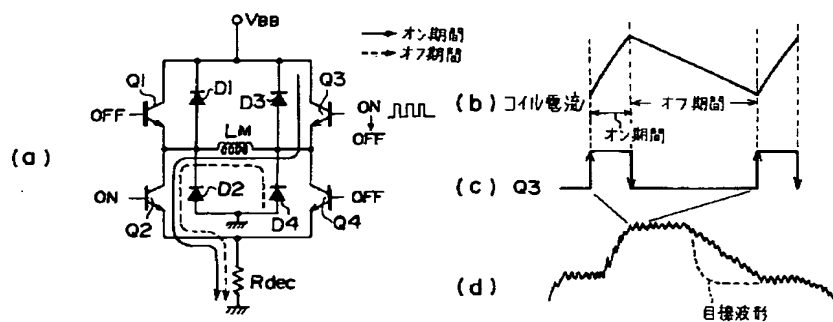 VBB
オン期間
オフ期間
Q1
D1
D3
Q3
OFF
ON
OFF
LM
(a)
ON
D2
D4
OFF
Q2
Q4
Rdec
(b) コイル電流
オフ期間
オン期間
(c) Q3
(d)
目標波形